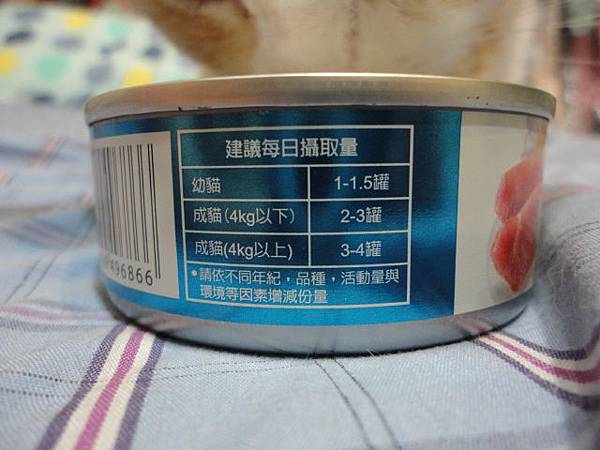 建議每日攝取量
幼貓 1-1.5罐
成貓(4kg以下) 2-3罐
成貓(4kg以上) 3-4罐
*請依不同年紀，品種，活動量與
環境等因素增減份量
496866